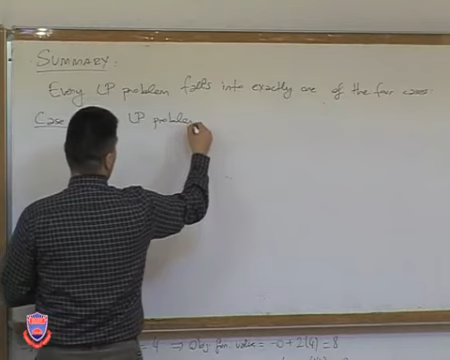 SUMMARY:
Every LP problem falls into exactly one of the four cases:
Case LP problem
= 4 ⇒ Obj. fun. value = -0 + 2(4) = 8